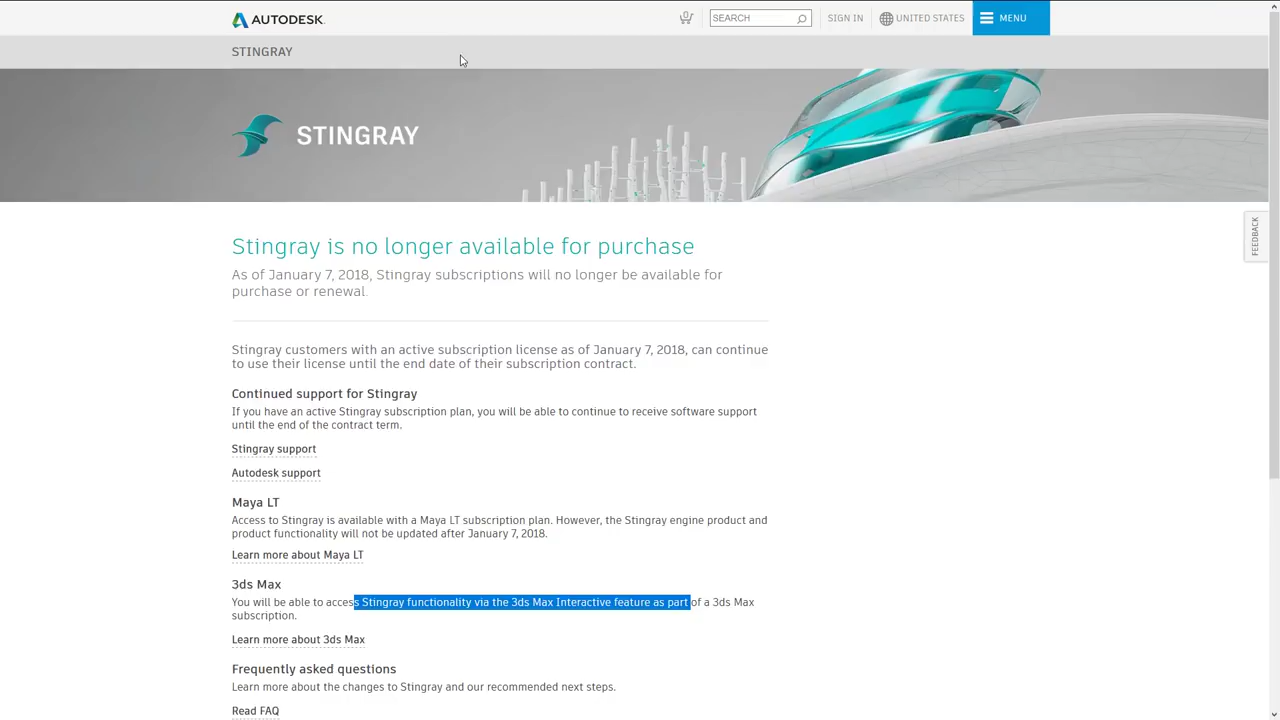 AUTODESK.
0
SEARCH
SIGN IN
UNITED STATES
MENU
STINGRAY
STINGRAY
FEEDBACK
Stingray is no longer available for purchase
As of January 7, 2018, Stingray subscriptions will no longer be available for
purchase or renewal.
Stingray customers with an active subscription license as of January 7, 2018, can continue
to use their license until the end date of their subscription contract.
Continued support for Stingray
If you have an active Stingray subscription plan, you will be able to continue to receive software support
until the end of the contract term.
Stingray support
Autodesk support
Maya LT
Access to Stingray is available with a Maya LT subscription plan. However, the Stingray engine product and
product functionality will not be updated after January 7, 2018.
Learn more about Maya LT
3ds Max
You will be able to access Stingray functionality via the 3ds Max Interactive feature as part of a 3ds Max
subscription.
Learn more about 3ds Max
Frequently asked questions
Learn more about the changes to Stingray and our recommended next steps.
Read FAQ